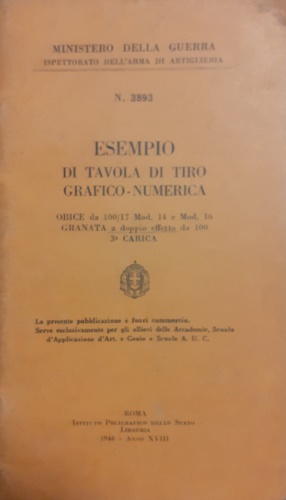 MINISTERO DELLA GUERRA
ISPETTORATO DELL'ARMA DI ARTIGLIERIA
N. 3893
ESEMPIO
DI TAVOLA DI TIRO
GRAFICO-NUMERICA
OBICE da 100/17 Mod. 14 e Mod. 16
GRANATA a doppio effetto da 100
3ª CARICA
La presente pubblicazione è fuori commercio.
Serve esclusivamente per gli allievi delle Accademie, Scuola
d'Applicazione d'Art. e Genio e Scuole A. U. C.
ROMA
ISTITUTO POLIGRAFICO DELLO STATO
LIBRERIA
1940 - ANNO XVIII